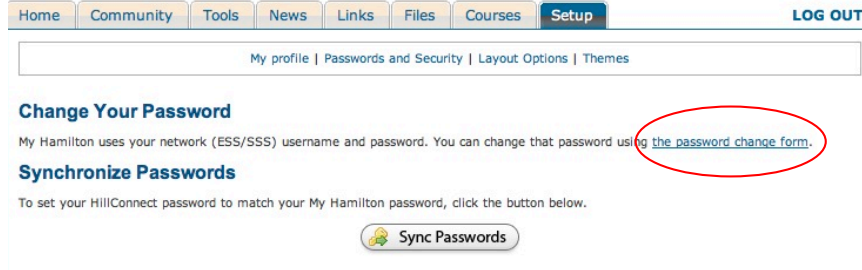 Home Community Tools News Links Files Courses Setup LOG OUT
My profile | Passwords and Security | Layout Options | Themes
Change Your Password
My Hamilton uses your network (ESS/SSS) username and password. You can change that password using the password change form.
Synchronize Passwords
To set your HillConnect password to match your My Hamilton password, click the button below.
Sync Passwords